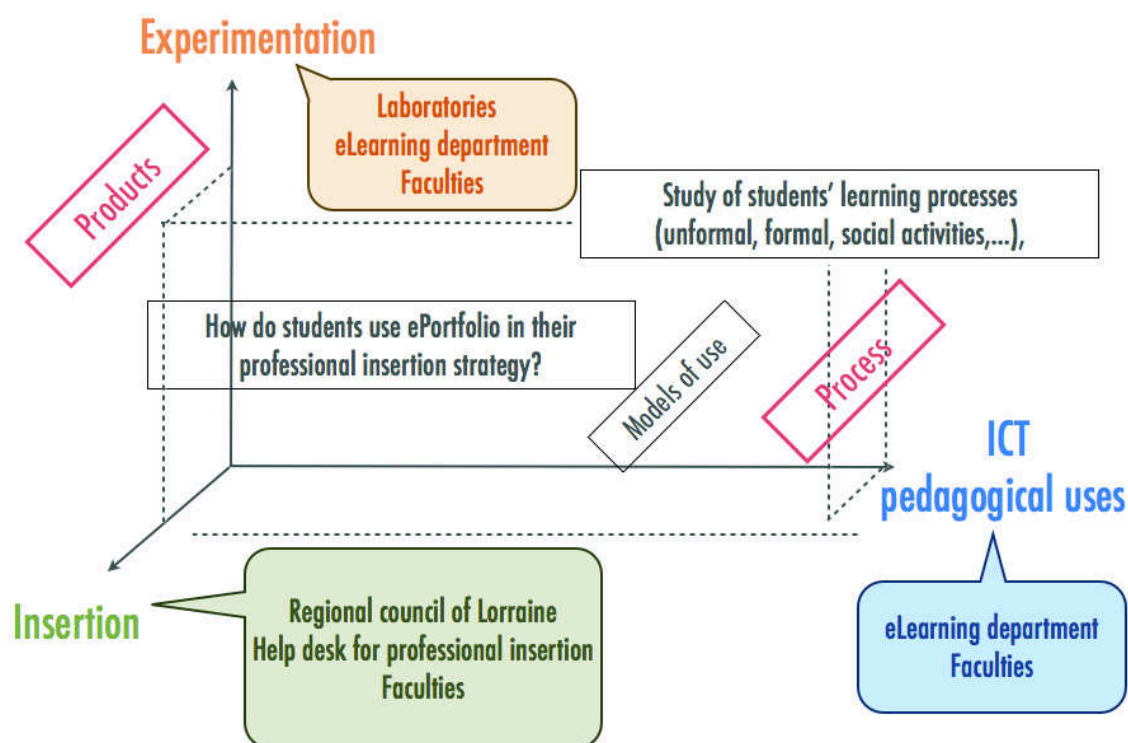 Experimentation
Laboratories
eLearning department
Faculties
Products
Study of students' learning processes
(unformal, formal, social activities,...),
How do students use ePortfolio in their
professional insertion strategy?
Models of use
Process
ICT
pedagogical uses
Insertion
Regional council of Lorraine
Help desk for professional insertion
Faculties
eLearning department
Faculties